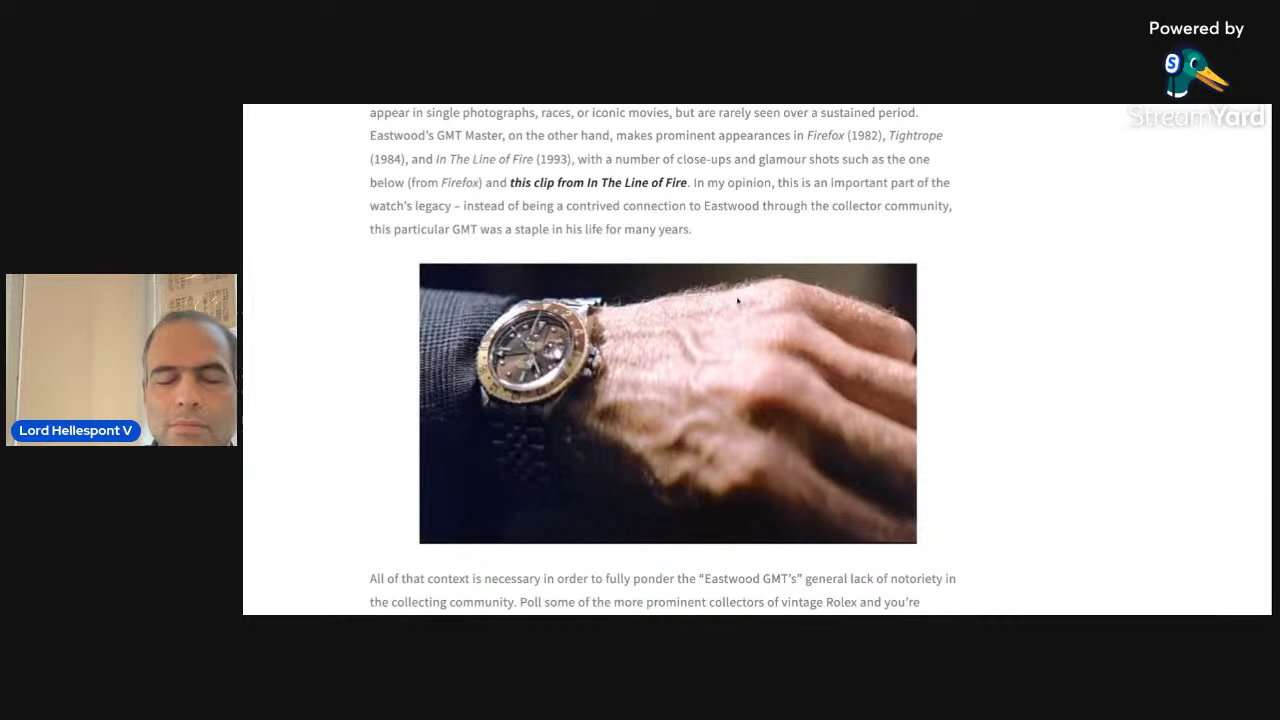 Powered by
S
StreamYard
appear in single photographs, races, or iconic movies, but are rarely seen over a sustained period.
Eastwood's GMT Master, on the other hand, makes prominent appearances in Firefox (1982), Tightrope
(1984), and In The Line of Fire (1993), with a number of close-ups and glamour shots such as the one
below (from Firefox) and this clip from In The Line of Fire. In my opinion, this is an important part of the
watch's legacy – instead of being a contrived connection to Eastwood through the collector community,
this particular GMT was a staple in his life for many years.
Lord Hellespont V
All of that context is necessary in order to fully ponder the “Eastwood GMT’s” general lack of notoriety in
the collecting community. Poll some of the more prominent collectors of vintage Rolex and you’re